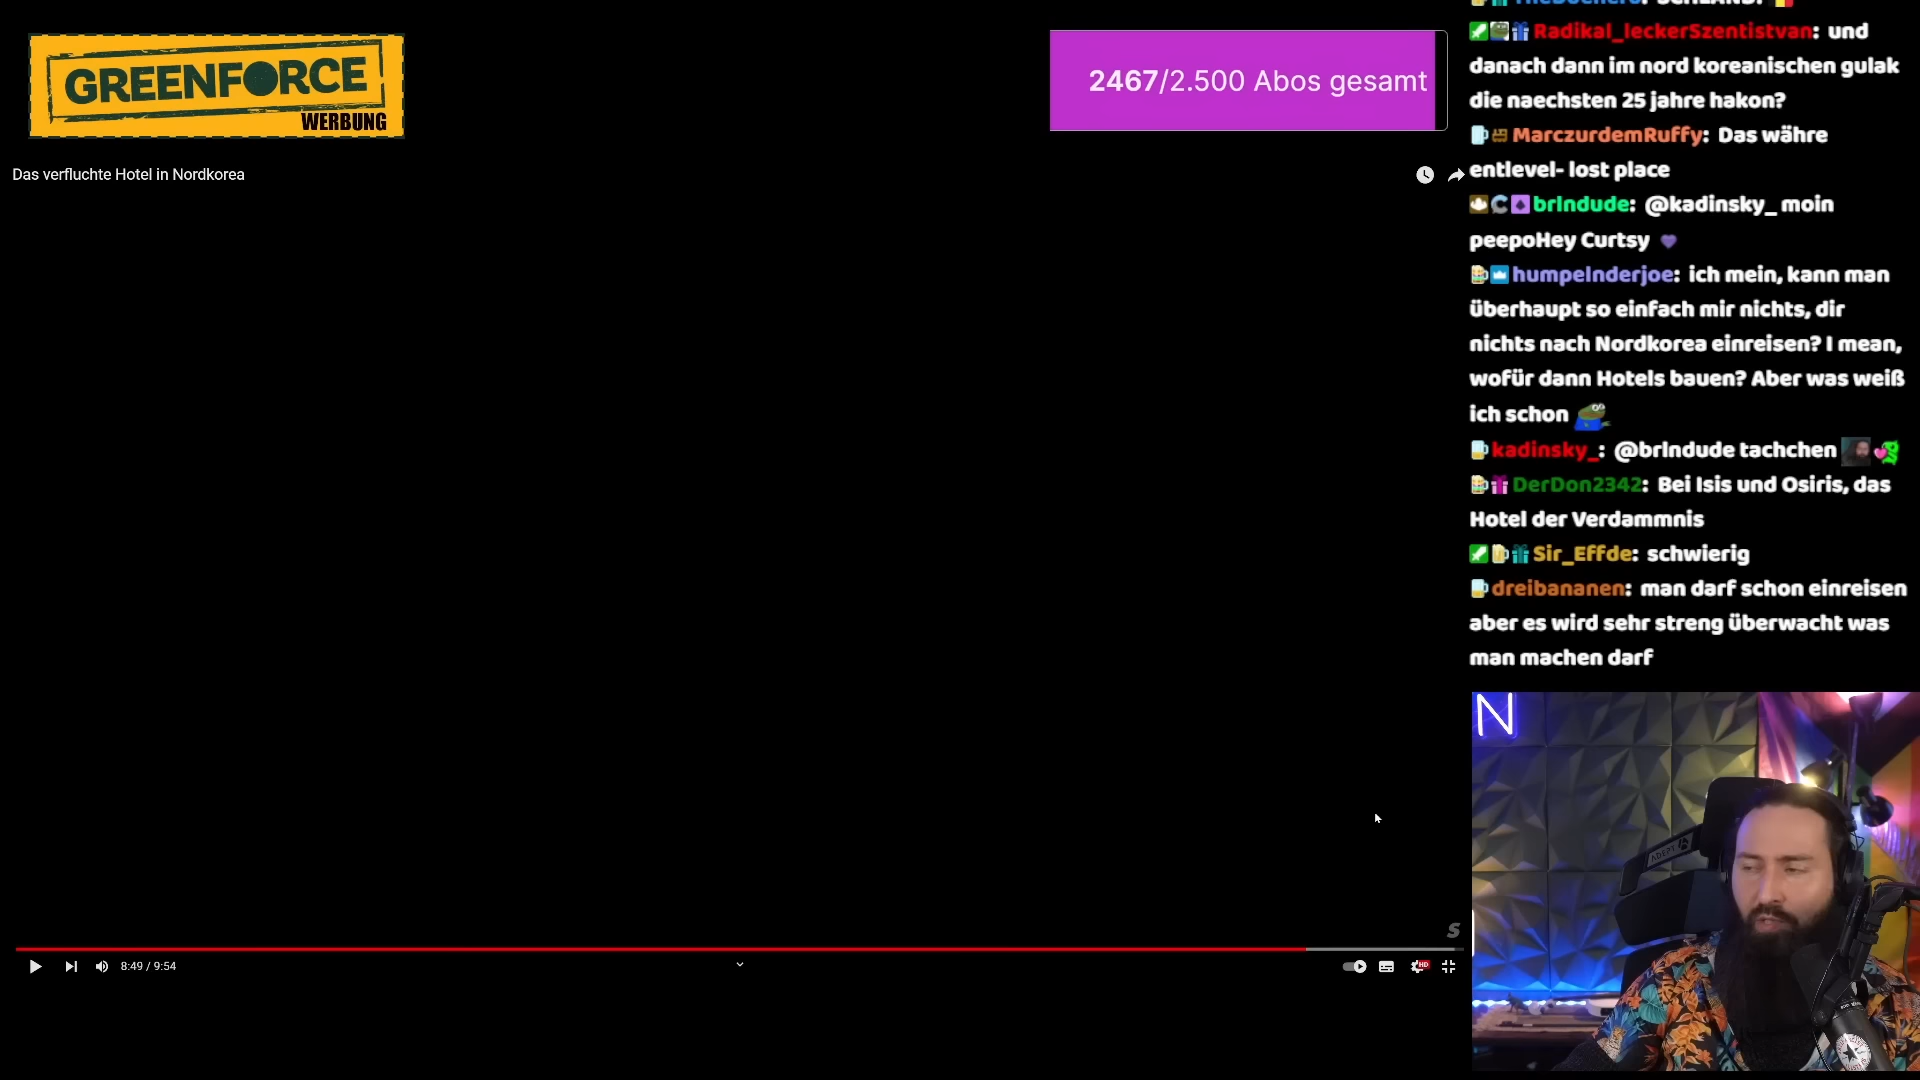 GREENFORCE
WERBUNG
2467/2.500 Abos gesamt
Das verfluchte Hotel in Nordkorea
Radikal_leckerSzentistvan: und
danach dann im nord koreanischen gulak
die naechsten 25 jahre hakon?
MarczurdemRuffy: Das währe
entlevel- lost place
br1ndude: @kadinsky_ moin
peepoHey Curtsy
humpelnderjoe: ich mein, kann man
überhaupt so einfach mir nichts, dir
nichts nach Nordkorea einreisen? I mean,
wofür dann Hotels bauen? Aber was weiß
ich schon
kadinsky_: @br1ndude tachchen
DerDon2342: Bei Isis und Osiris, das
Hotel der Verdammnis
Sir_Effde: schwierig
dreibananen: man darf schon einreisen
aber es wird sehr streng überwacht was
man machen darf
N
S
8:49 / 9:54
HD